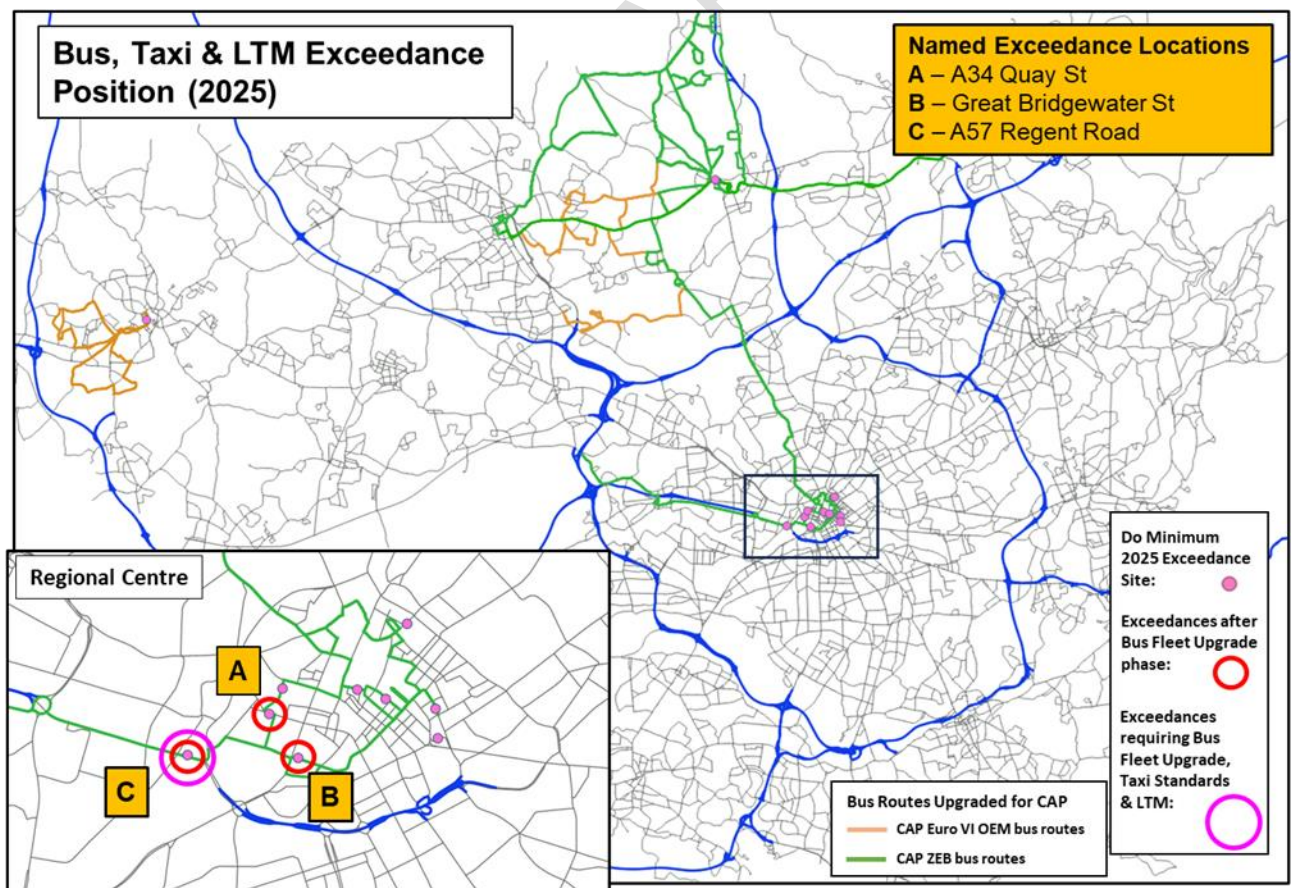 Bus, Taxi & LTM Exceedance
Position (2025)
Named Exceedance Locations
A – A34 Quay St
B – Great Bridgewater St
C – A57 Regent Road
Regional Centre
A
B
C
Do Minimum
2025 Exceedance
Site:
Exceedances after
Bus Fleet Upgrade
phase:
Exceedances
requiring Bus
Fleet Upgrade,
Taxi Standards
& LTM:
Bus Routes Upgraded for CAP
CAP Euro VI OEM bus routes
CAP ZEB bus routes